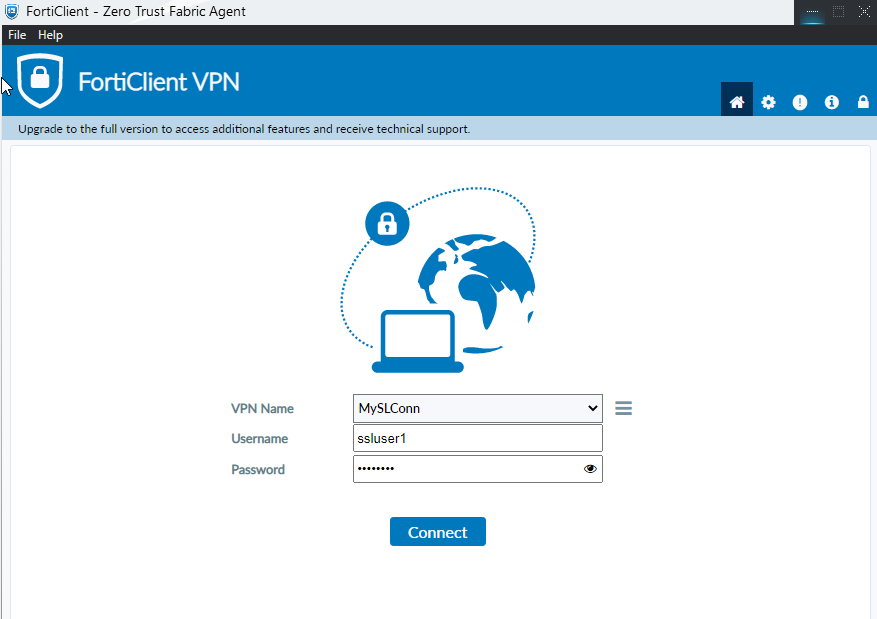 FortiClient - Zero Trust Fabric Agent
File Help
FortiClient VPN
Upgrade to the full version to access additional features and receive technical support.
VPN Name MySLConn
Username ssluser1
Password ••••••••
Connect